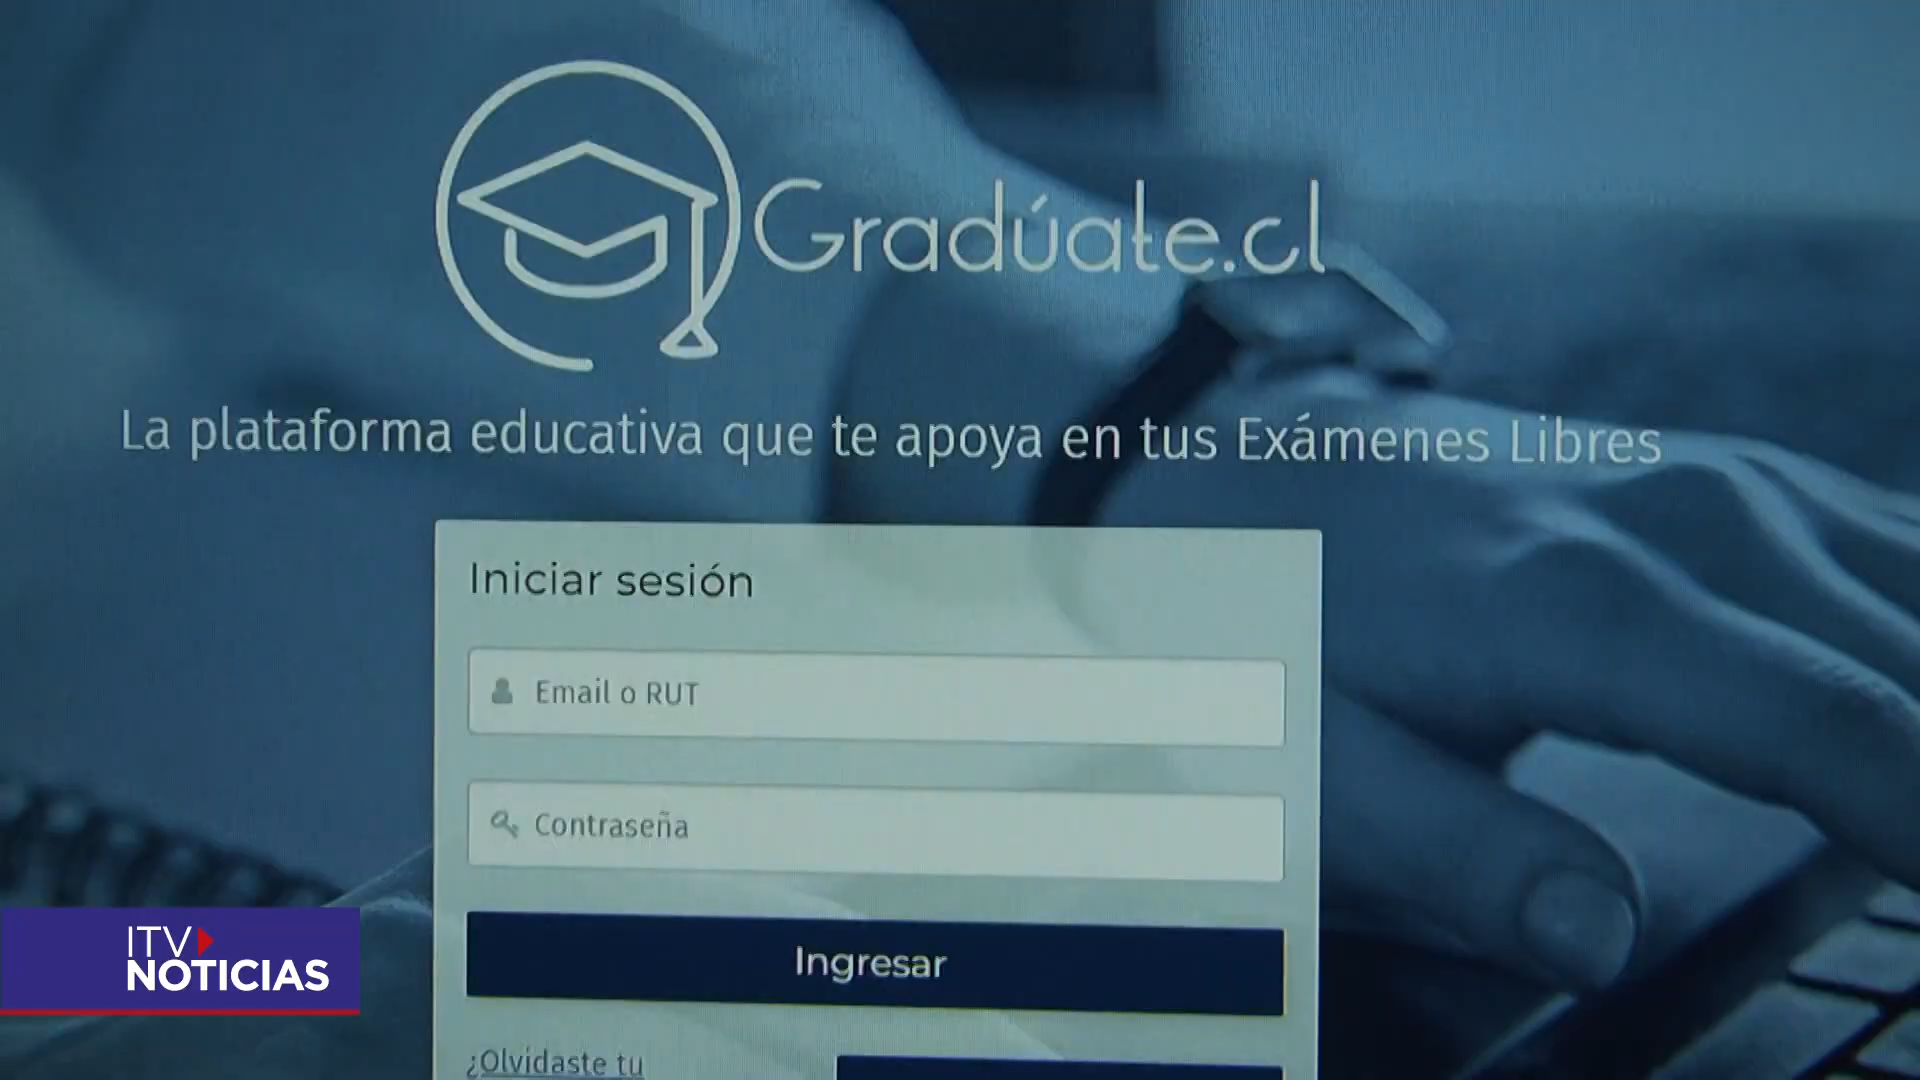 Gradúate.cl
La plataforma educativa que te apoya en tus Exámenes Libres
Iniciar sesión
Email o RUT
Contraseña
Ingresar
¿Olvidaste tu
ITV
NOTICIAS